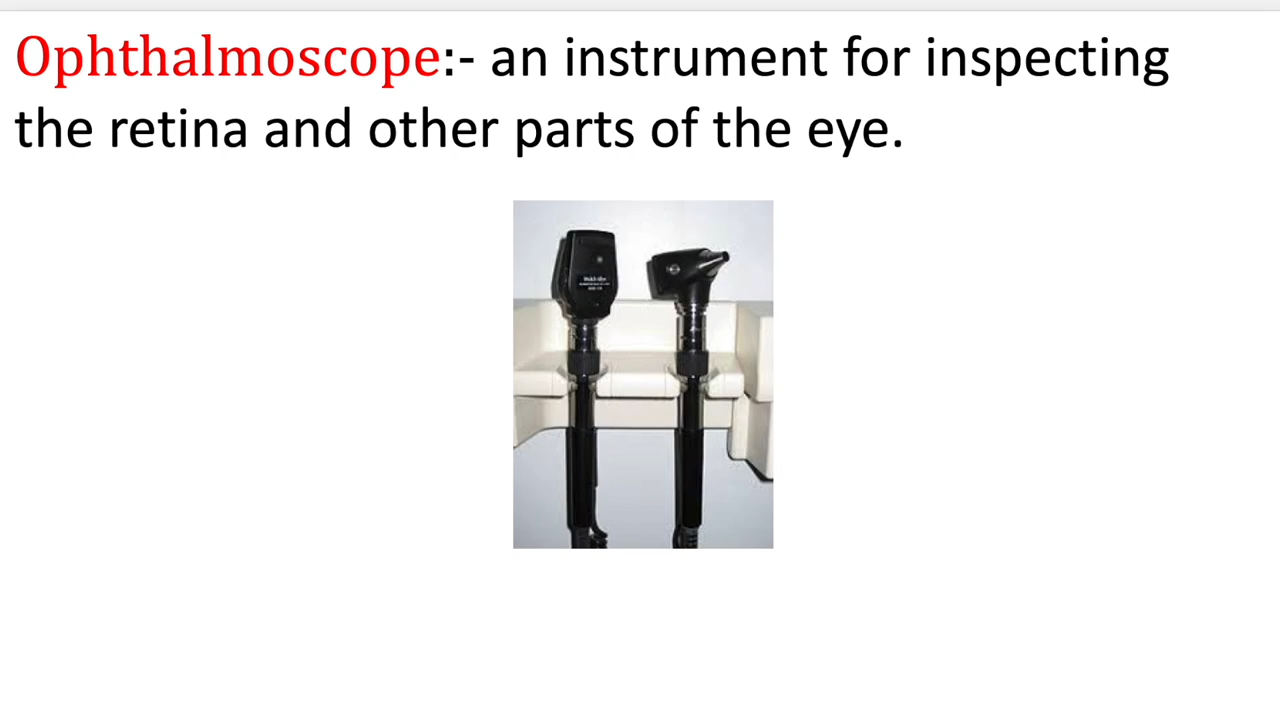 Ophthalmoscope:- an instrument for inspecting
the retina and other parts of the eye.